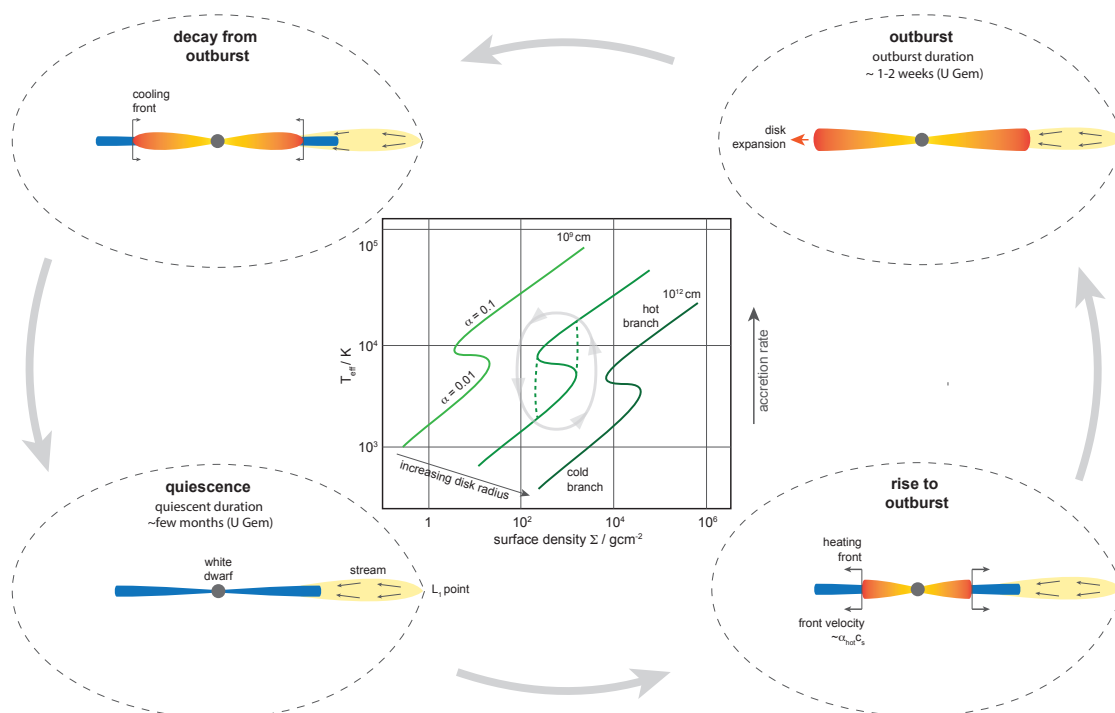 decay from
outburst
cooling
front
outburst
outburst duration
~ 1-2 weeks (U Gem)
disk
expansion
10⁵
10⁴
10³
T_eff / K
10⁹ cm
10¹² cm
α = 0.1
α = 0.01
hot
branch
cold
branch
increasing disk radius
1
10²
10⁴
10⁶
surface density Σ / gcm⁻²
accretion rate
quiescence
quiescent duration
~few months (U Gem)
white
dwarf
stream
L₁ point
rise to
outburst
heating
front
front velocity
~α_hot c_s